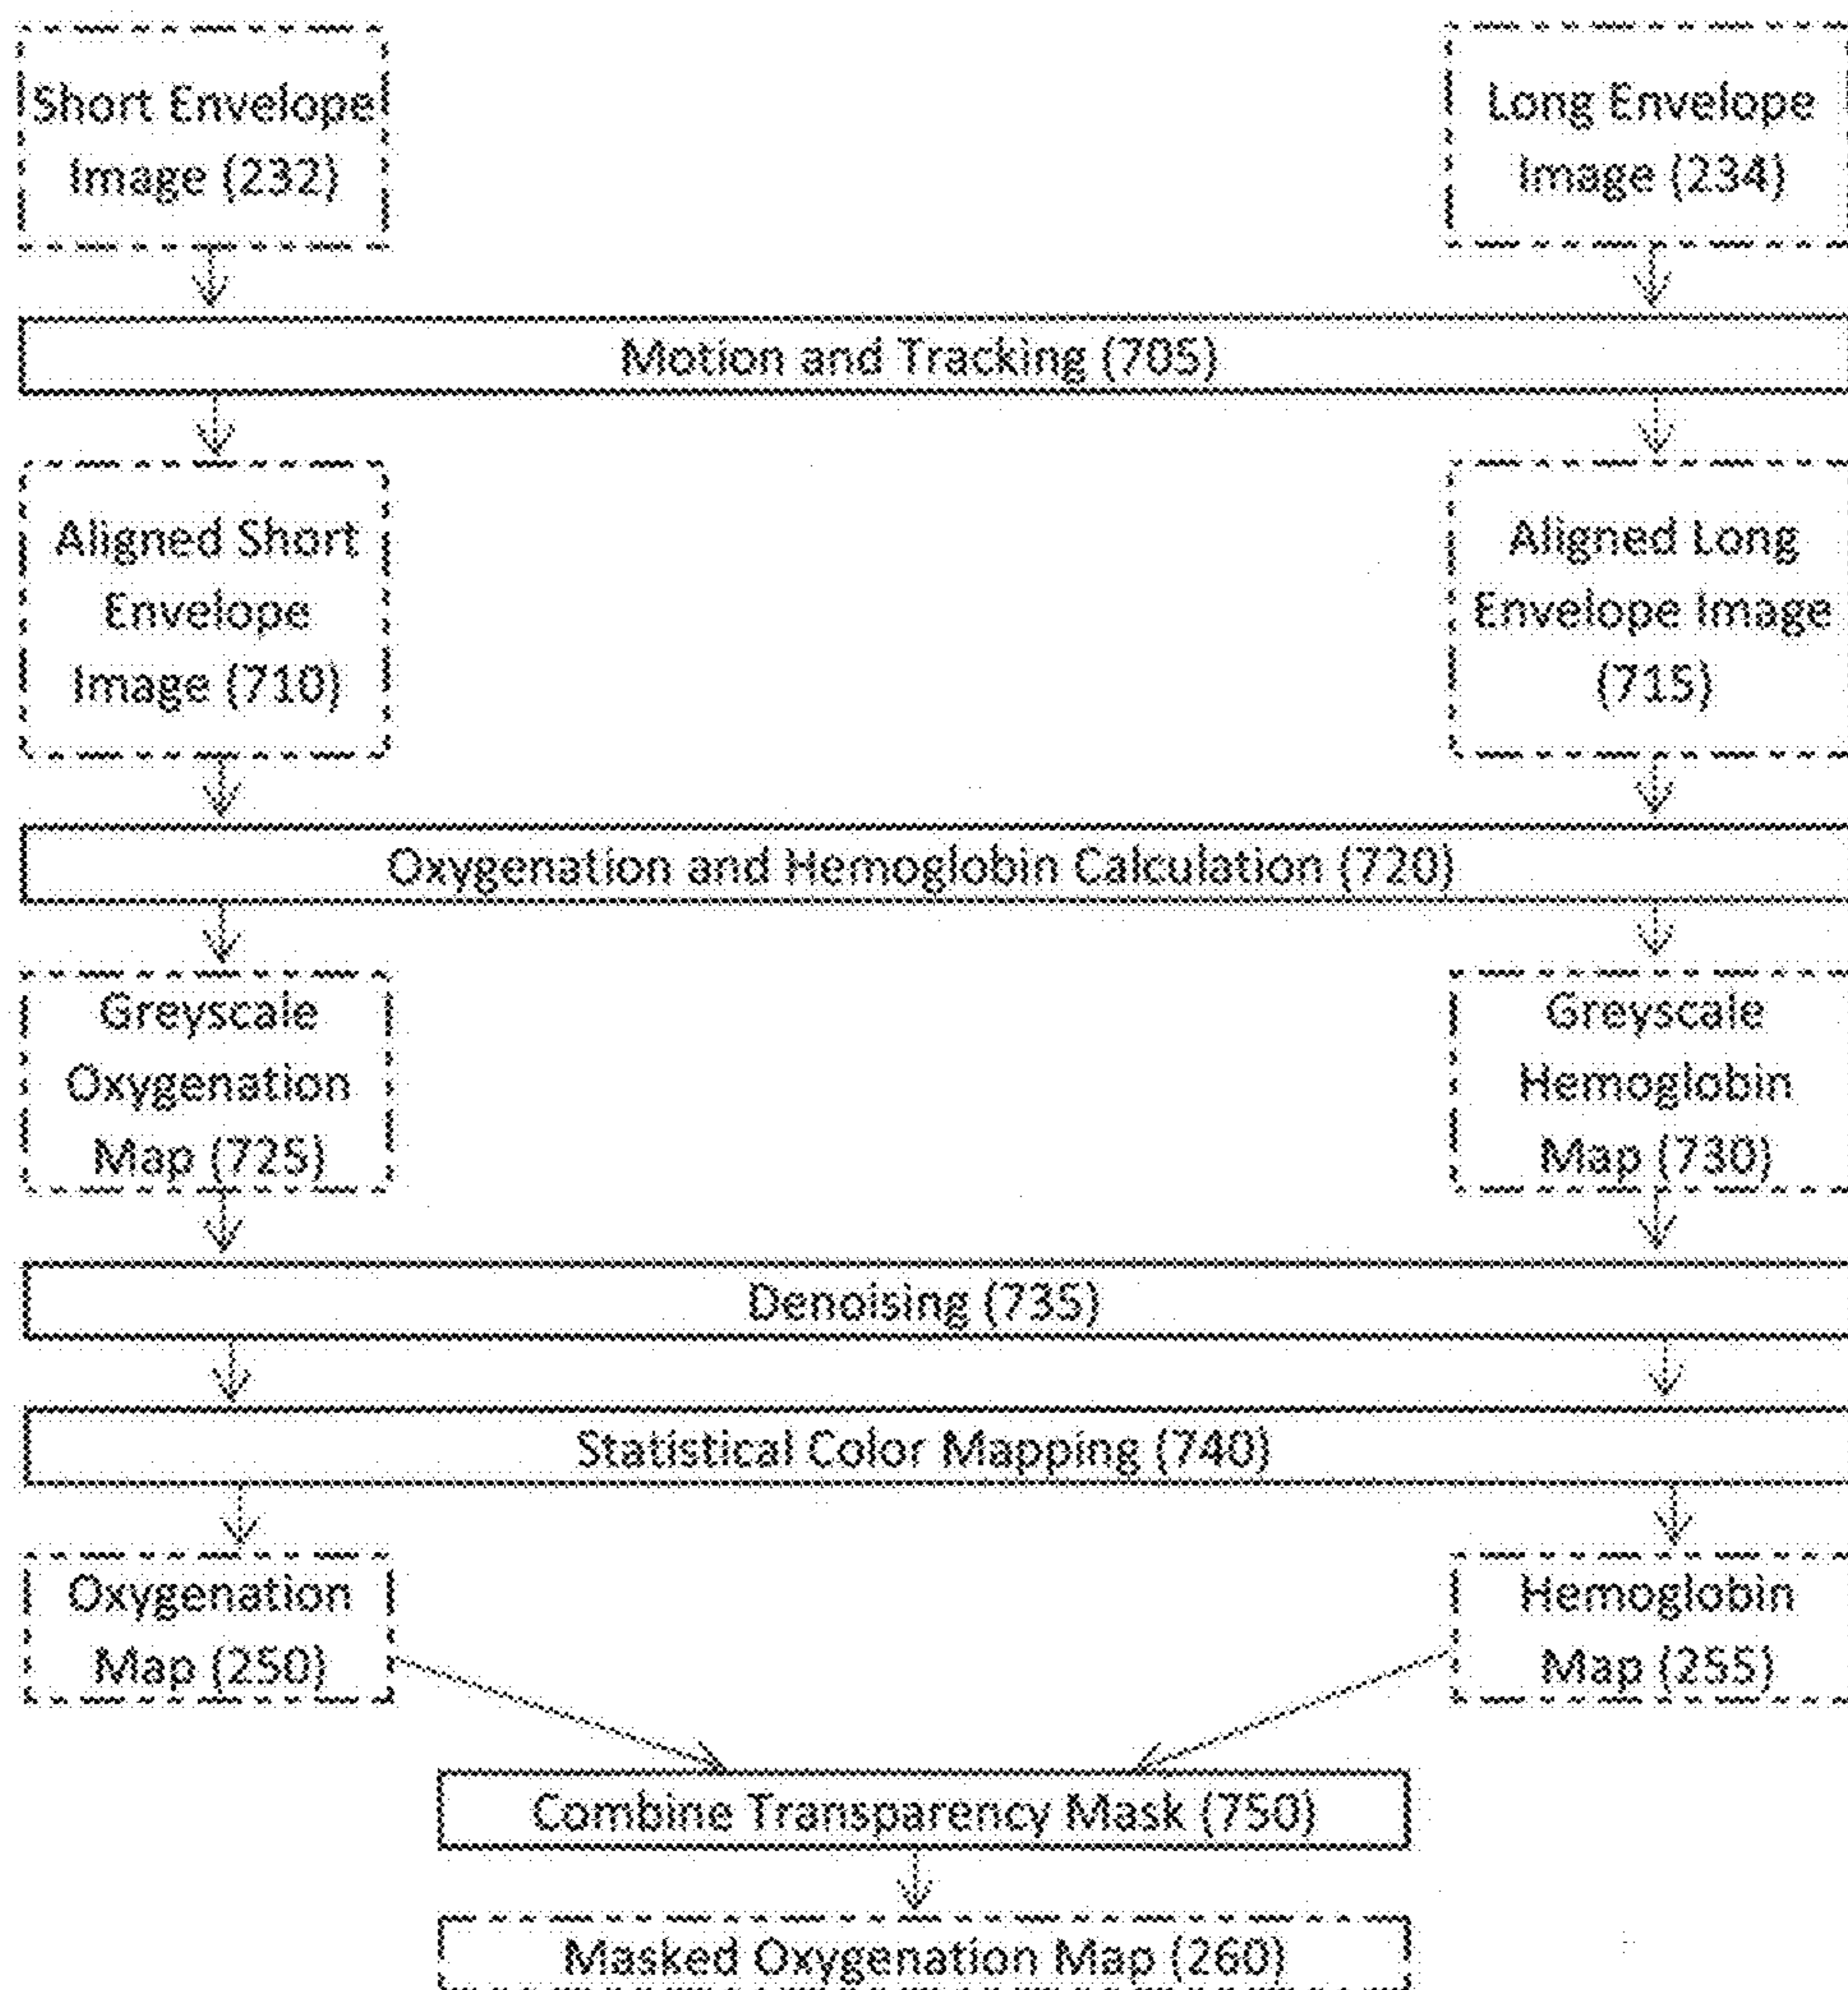 Short Envelope
Image (232)
Long Envelope
Image (234)
Motion and Tracking (705)
Aligned Short
Envelope
Image (710)
Aligned Long
Envelope Image
(715)
Oxygenation and Hemoglobin Calculation (720)
Greyscale
Oxygenation
Map (725)
Greyscale
Hemoglobin
Map (730)
Denoising (735)
Statistical Color Mapping (740)
Oxygenation
Map (250)
Hemoglobin
Map (255)
Combine Transparency Mask (750)
Masked Oxygenation Map (260)